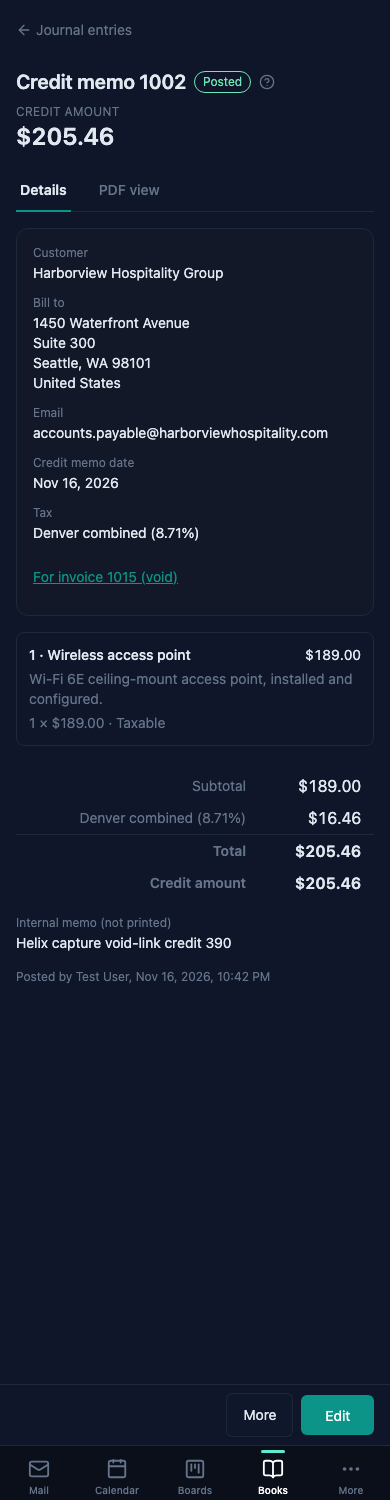 Journal entries
Credit memo 1002 Posted
CREDIT AMOUNT
$205.46
Details PDF view
Customer
Harborview Hospitality Group
Bill to
1450 Waterfront Avenue
Suite 300
Seattle, WA 98101
United States
Email
accounts.payable@harborviewhospitality.com
Credit memo date
Nov 16, 2026
Tax
Denver combined (8.71%)
For invoice 1015 (void)
1 · Wireless access point $189.00
Wi-Fi 6E ceiling-mount access point, installed and
configured.
1 × $189.00 · Taxable
Subtotal $189.00
Denver combined (8.71%) $16.46
Total $205.46
Credit amount $205.46
Internal memo (not printed)
Helix capture void-link credit 390
Posted by Test User, Nov 16, 2026, 10:42 PM
More Edit
Mail Calendar Boards Books More